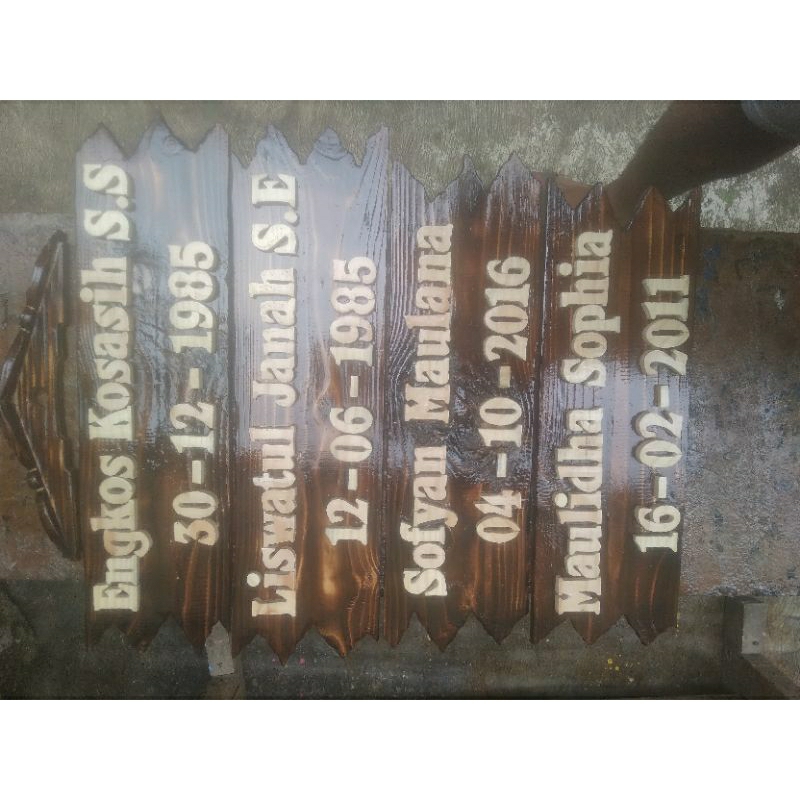 Engkos Kosasih S.S
30-12-1985
Liswatul Janah S.E
12-06-1985
Sofyan Maulana
04-10-2016
Maulidha Sophia
16-02-2011